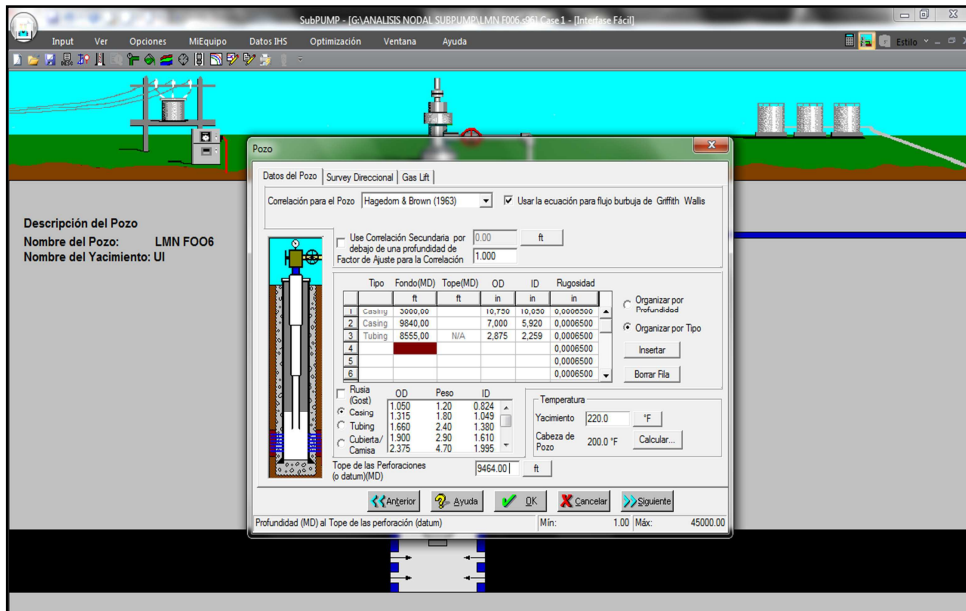 SubPUMP - [G:\ANALISIS NODAL SUBPUMP\LMN F006.s96] Case 1 - [Interfase Fácil]
Input Ver Opciones MiEquipo Datos IHS Optimización Ventana Ayuda Estilo
Descripción del Pozo
Nombre del Pozo: LMN FOO6
Nombre del Yacimiento: UI
Pozo
Datos del Pozo Survey Direccional Gas Lift
Correlación para el Pozo Hagedorn & Brown (1963) Usar la ecuación para flujo burbuja de Griffith Wallis
Use Correlación Secundaria por debajo de una profundidad de 0.00 ft
Factor de Ajuste para la Correlación 1.000
Tipo Fondo(MD) Tope(MD) OD ID Rugosidad
ft ft in in in
1 Casing 5000,00 10,750 10,050 0,0006500
2 Casing 9840,00 7,000 5,920 0,0006500
3 Tubing 8555,00 N/A 2,875 2,259 0,0006500
4 0,0006500
5 0,0006500
6 0,0006500
Organizar por Profundidad
Organizar por Tipo
Insertar
Borrar Fila
Rusia (Gost)
Casing
Tubing
Cubierta/ Camisa
OD Peso ID
1.050 1.20 0.824
1.315 1.80 1.049
1.660 2.40 1.380
1.900 2.90 1.610
2.375 4.70 1.995
Temperatura
Yacimiento 220.0 °F
Cabeza de Pozo 200.0 °F Calcular...
Tope de las Perforaciones (o datum)(MD) 9464.00 ft
Anterior Ayuda OK Cancelar Siguiente
Profundidad (MD) al Tope de las perforación (datum) Mín: 1.00 Máx: 45000.00